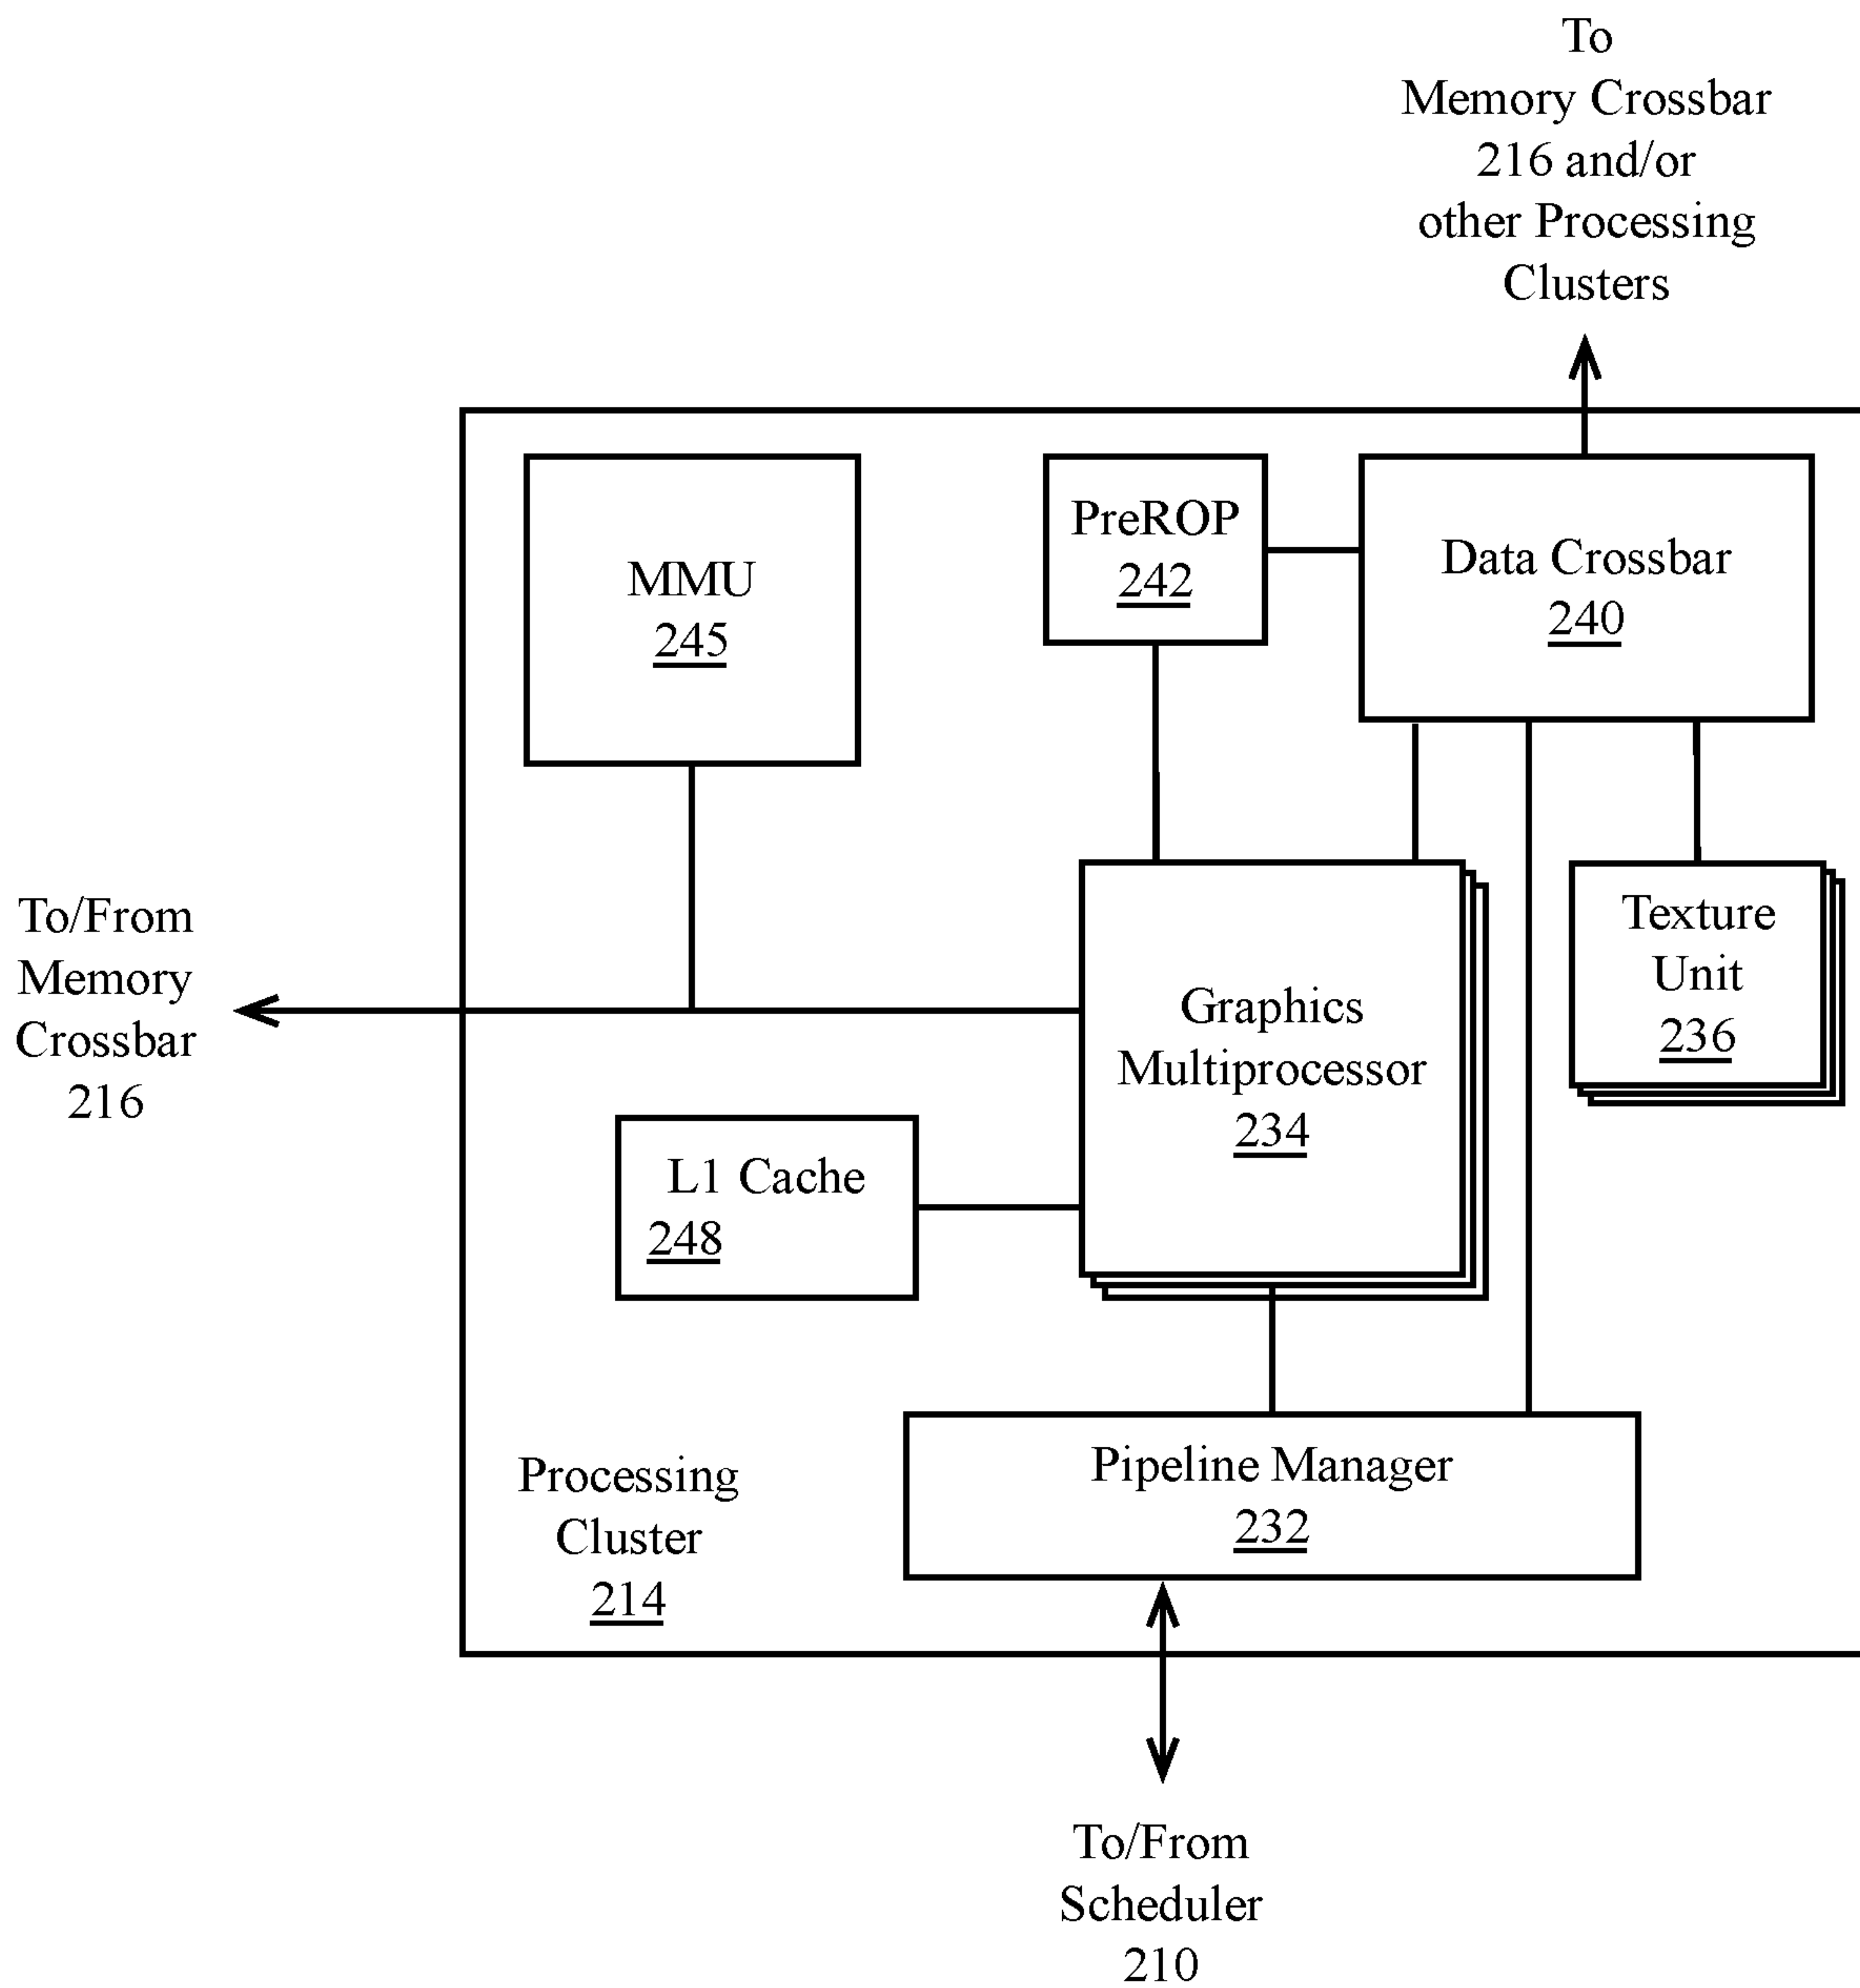 To
Memory Crossbar
216 and/or
other Processing
Clusters
MMU
245
PreROP
242
Data Crossbar
240
To/From
Memory
Crossbar
216
Graphics
Multiprocessor
234
Texture
Unit
236
L1 Cache
248
Processing
Cluster
214
Pipeline Manager
232
To/From
Scheduler
210